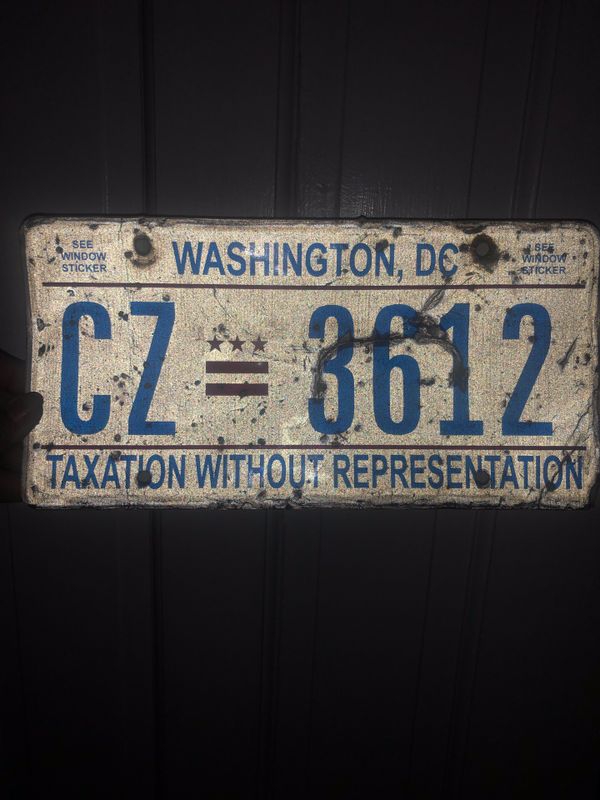 SEE
WINDOW
STICKER
WASHINGTON, DC
SEE
WINDOW
STICKER
CZ 3612
TAXATION WITHOUT REPRESENTATION